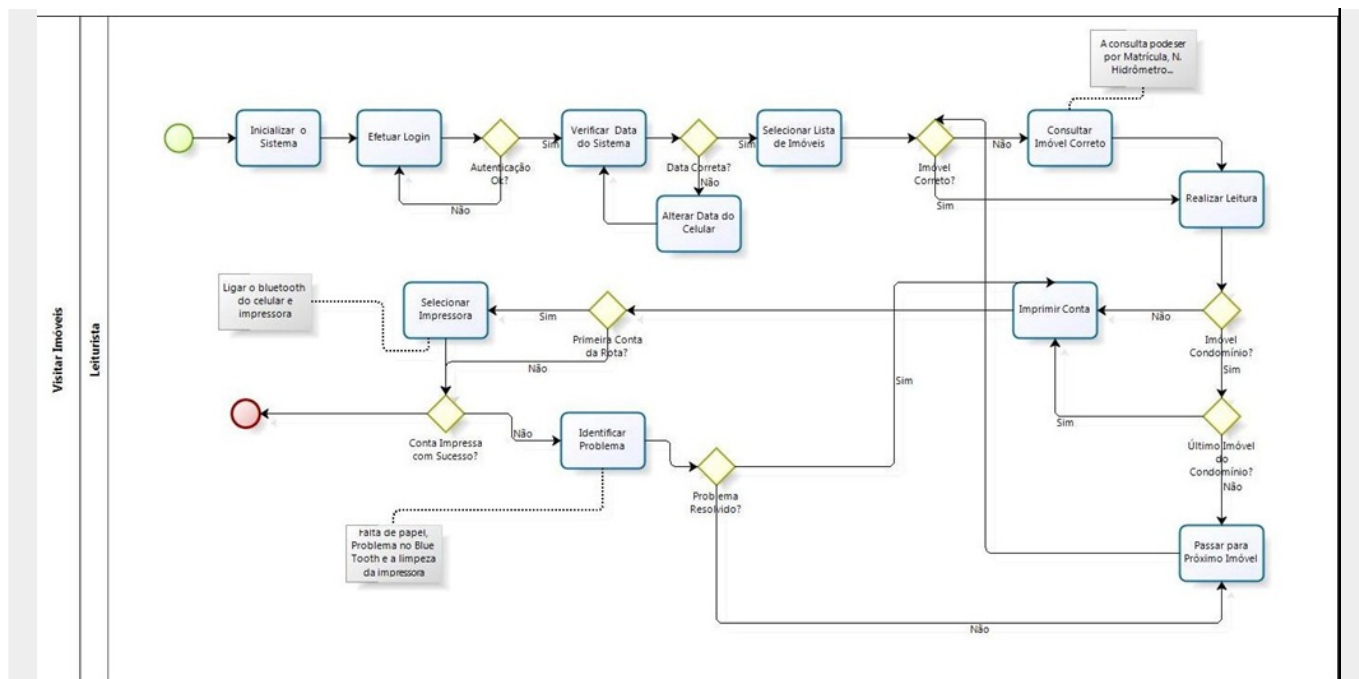 Visitar Imóveis
Leiturista
A consulta pode ser
por Matrícula, N.
Hidrômetro...
Inicializar o
Sistema
Efetuar Login
Autenticação
Ok?
Sim
Não
Verificar Data
do Sistema
Data Correta?
Sim
Não
Alterar Data do
Celular
Selecionar Lista
de Imóveis
Imóvel
Correto?
Não
Sim
Consultar
Imóvel Correto
Realizar Leitura
Imóvel
Condomínio?
Não
Sim
Imprimir Conta
Último Imóvel
do
Condomínio?
Sim
Não
Passar para
Próximo Imóvel
Primeira Conta
da Rota?
Sim
Não
Selecionar
Impressora
Ligar o bluetooth
do celular e
impressora
Conta Impressa
com Sucesso?
Não
Identificar
Problema
Falta de papel,
Problema no Blue
Tooth e a limpeza
da impressora
Problema
Resolvido?
Sim
Não